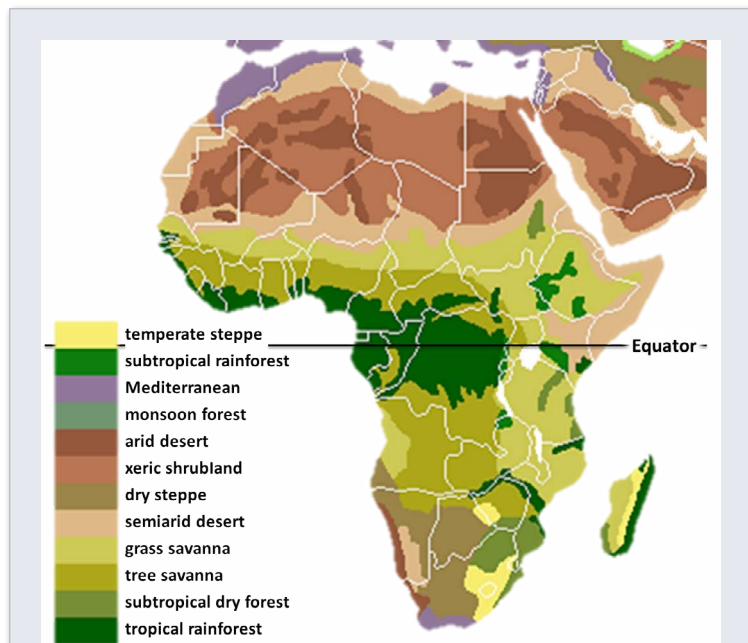 temperate steppe
Equator
subtropical rainforest
Mediterranean
monsoon forest
arid desert
xeric shrubland
dry steppe
semiarid desert
grass savanna
tree savanna
subtropical dry forest
tropical rainforest